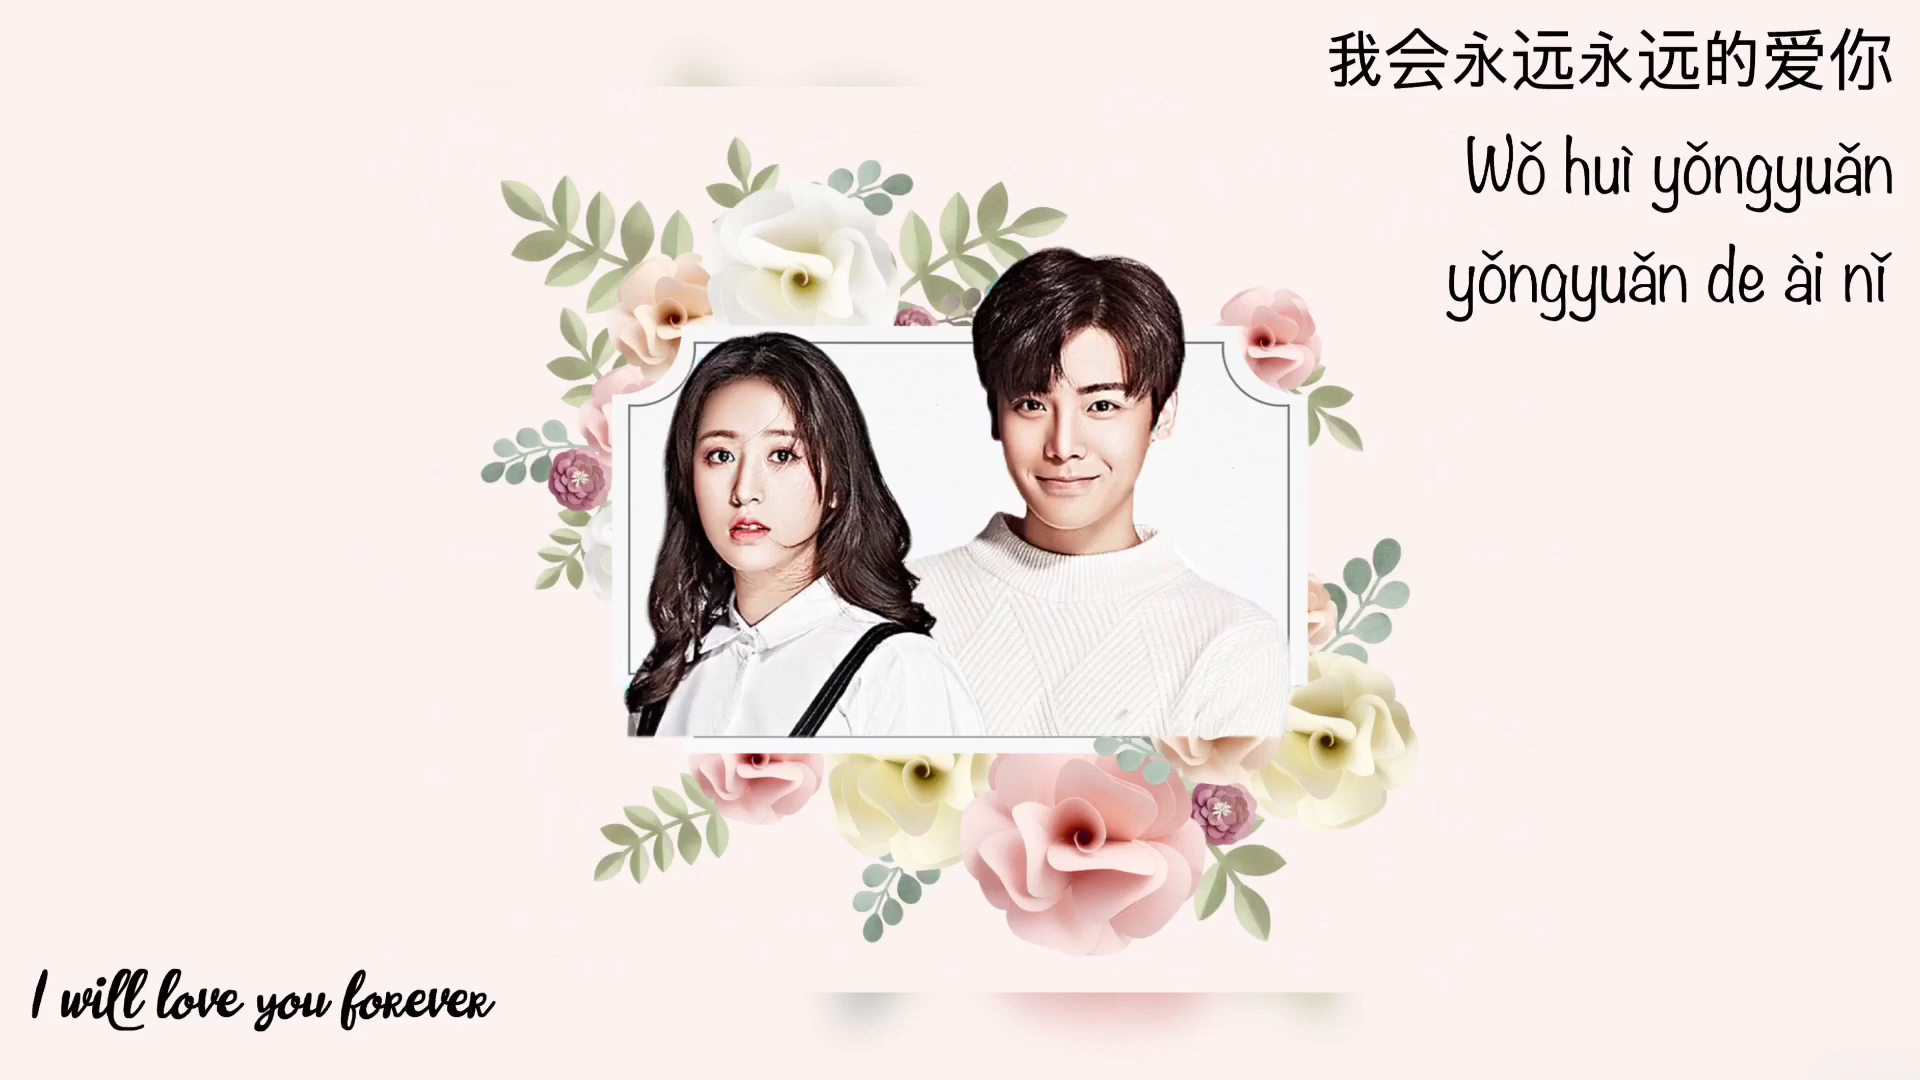 我会永远永远的爱你
Wǒ huì yǒngyuǎn
yǒngyuǎn de ài nǐ
I will love you forever